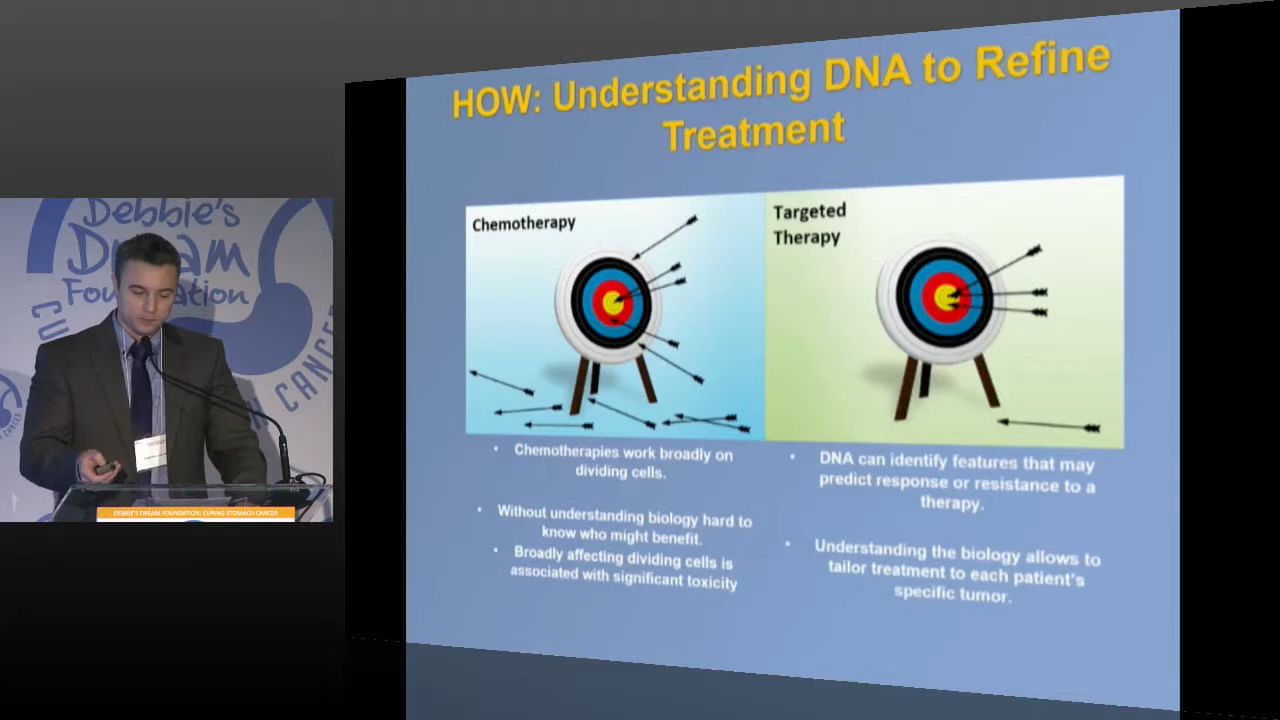 HOW: Understanding DNA to Refine
Treatment
Chemotherapy
Targeted
Therapy
• Chemotherapies work broadly on
dividing cells.
• Without understanding biology hard to
know who might benefit.
• Broadly affecting dividing cells is
associated with significant toxicity
• DNA can identify features that may
predict response or resistance to a
therapy.
• Understanding the biology allows to
tailor treatment to each patient's
specific tumor.
Debbie's
Dream
Foundation
CANCER
DEBBIE'S DREAM FOUNDATION: CURING STOMACH CANCER